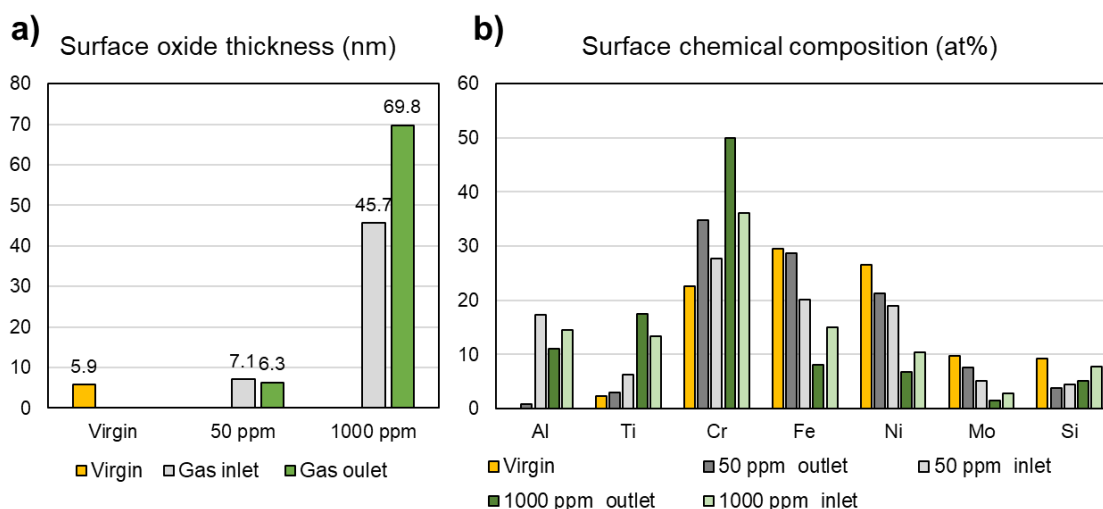 a)
Surface oxide thickness (nm)
80
70
60
50
40
30
20
10
0
5.9
7.1
6.3
45.7
69.8
Virgin
50 ppm
1000 ppm
Virgin
Gas inlet
Gas oulet
b)
Surface chemical composition (at%)
60
50
40
30
20
10
0
Al
Ti
Cr
Fe
Ni
Mo
Si
Virgin
50 ppm outlet
50 ppm inlet
1000 ppm outlet
1000 ppm inlet